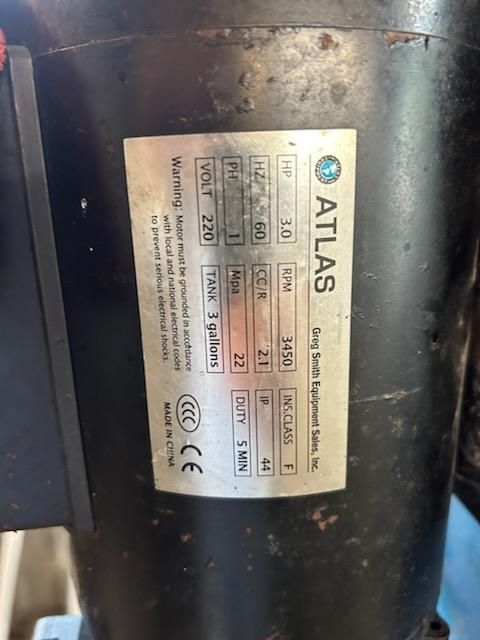 ATLAS
Greg Smith Equipment Sales, Inc.
HP 3.0 RPM 3450 INS.CLASS F
HZ 60 CC/R 2.1 IP 44
PH 1 Mpa 22 DUTY 5 MIN
VOLT 220 TANK 3 gallons
Warning: Motor must be grounded in accordance
with local and national electrical codes
to prevent serious electrical shocks.
CCC CE
MADE IN CHINA